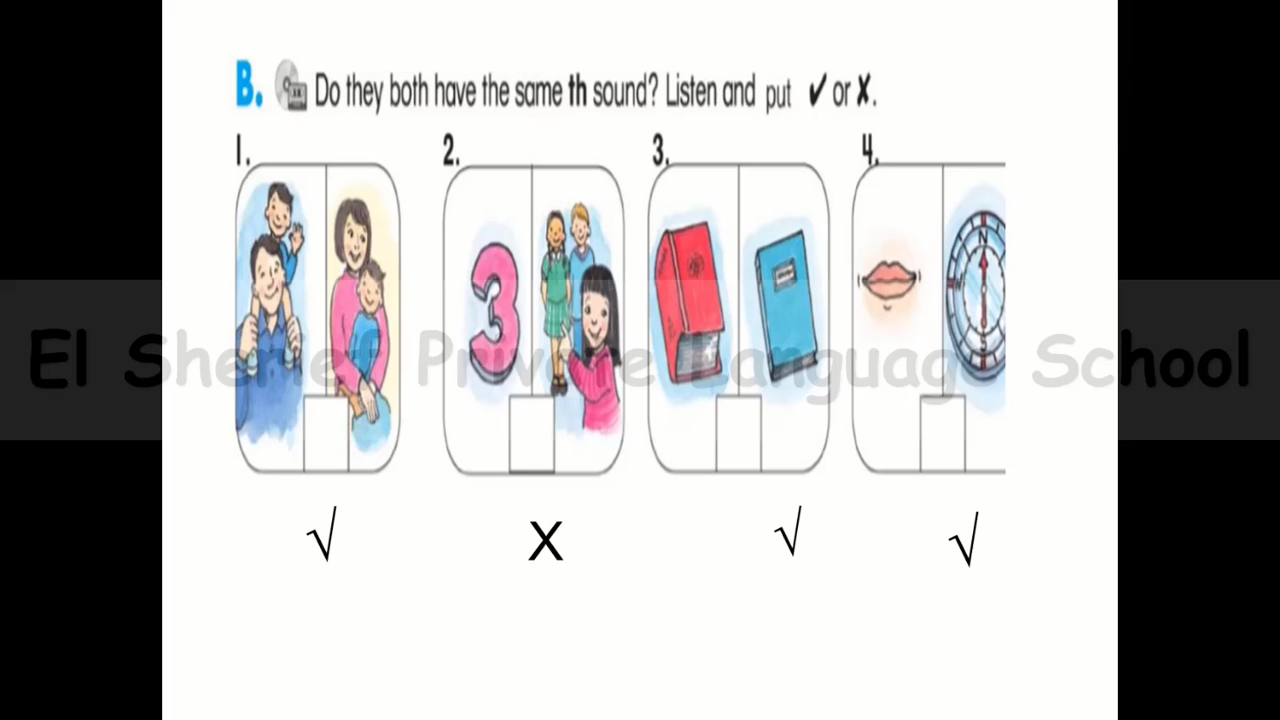 B. Do they both have the same th sound? Listen and put ✔ or ✘.
1. 2. 3. 4.
3
N
El Sherief Private Language School
√ X √ √